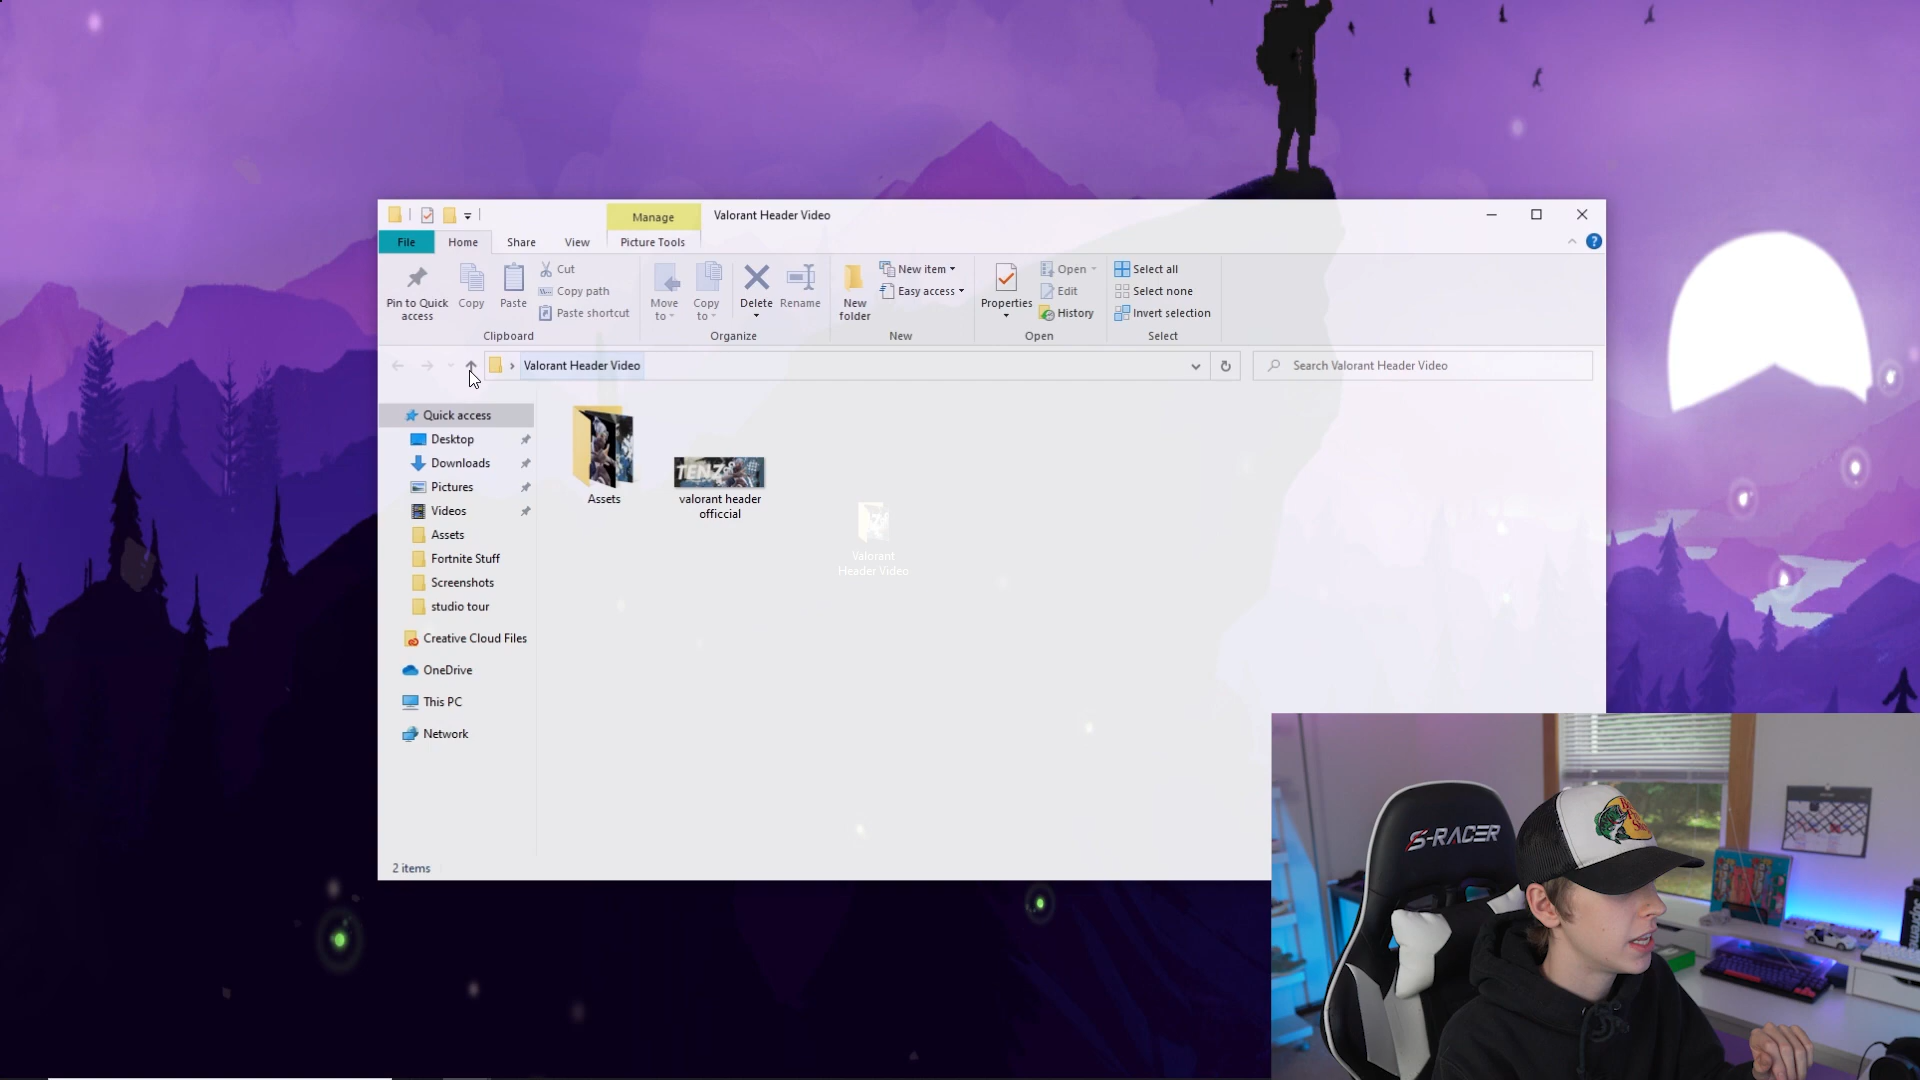 Manage
Valorant Header Video
File
Home
Share
View
Picture Tools
Pin to Quick
access
Copy
Paste
Cut
Copy path
Paste shortcut
Clipboard
Move
to
Copy
to
Delete
Rename
Organize
New
folder
New item
Easy access
New
Properties
Open
Edit
History
Open
Select all
Select none
Invert selection
Select
Valorant Header Video
Search Valorant Header Video
Quick access
Desktop
Downloads
Pictures
Videos
Assets
Fortnite Stuff
Screenshots
studio tour
Creative Cloud Files
OneDrive
This PC
Network
Assets
TENZ
valorant header
officcial
Valorant
Header Video
2 items
S-RACER